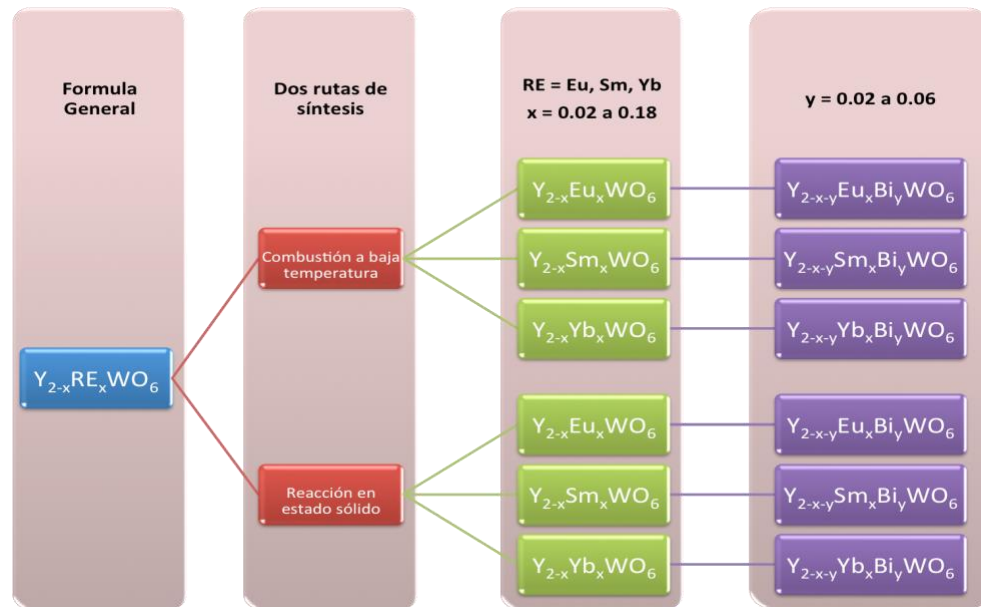 Formula
General
Dos rutas de
síntesis
RE = Eu, Sm, Yb
x = 0.02 a 0.18
y = 0.02 a 0.06
Y₂₋ₓREₓWO₆
Combustión a baja
temperatura
Reacción en
estado sólido
Y₂₋ₓEuₓWO₆
Y₂₋ₓSmₓWO₆
Y₂₋ₓYbₓWO₆
Y₂₋ₓEuₓWO₆
Y₂₋ₓSmₓWO₆
Y₂₋ₓYbₓWO₆
Y₂₋ₓ₋yEuₓBiyWO₆
Y₂₋ₓ₋ySmₓBiyWO₆
Y₂₋ₓ₋yYbₓBiyWO₆
Y₂₋ₓ₋yEuₓBiyWO₆
Y₂₋ₓ₋ySmₓBiyWO₆
Y₂₋ₓ₋yYbₓBiyWO₆